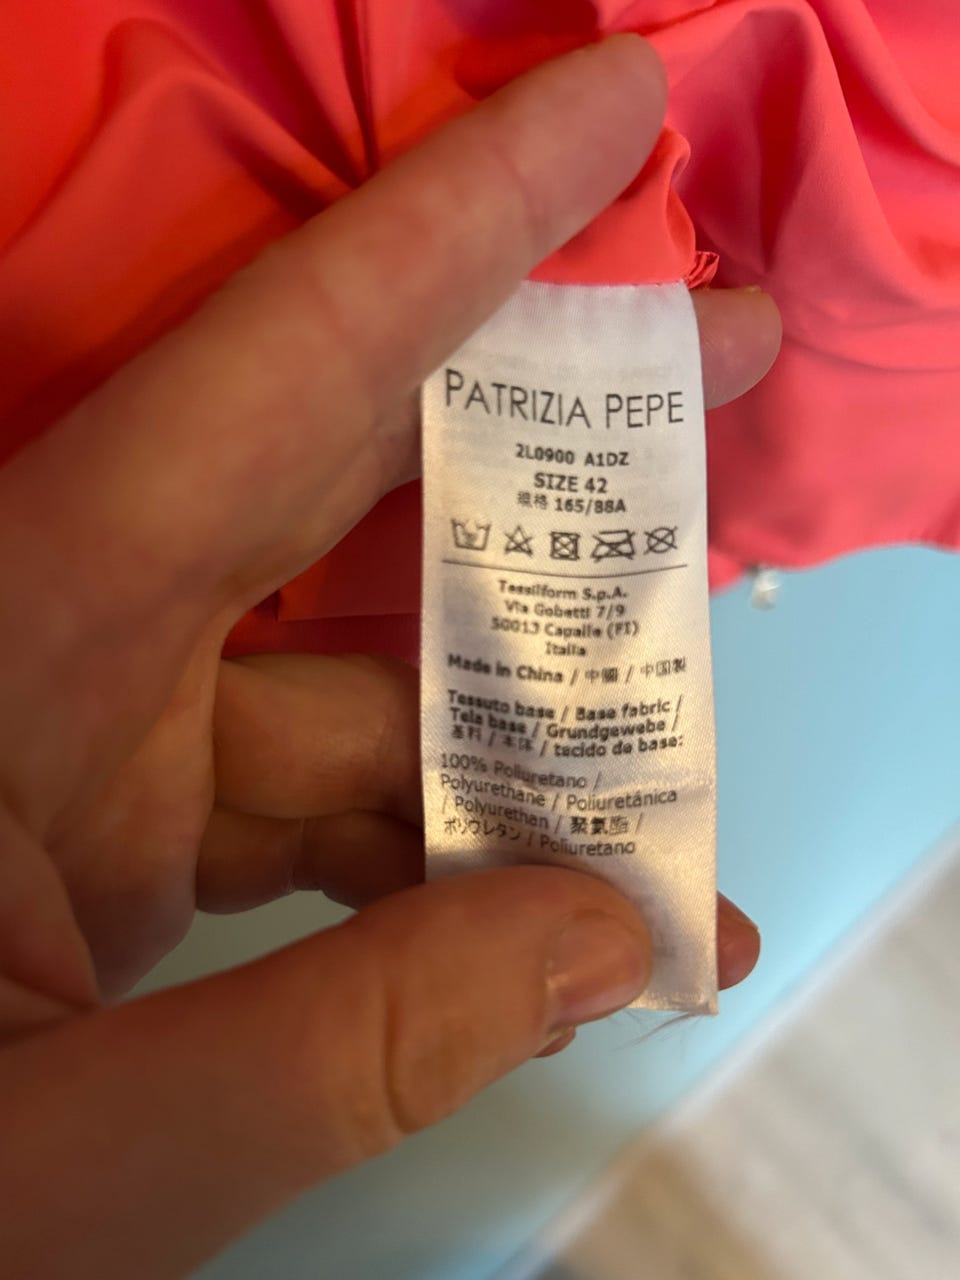 PATRIZIA PEPE
2L0900 A1DZ
SIZE 42
規格 165/88A
Tessilform S.p.A.
Via Gobetti 7/9
50013 Capalle (FI)
Italia
Made in China / 中國 / 中国製
Tessuto base / Base fabric /
Tela base / Grundgewebe /
基料 / 本体 / tecido de base:
100% Poliuretano /
Polyurethane / Poliuretánica
/ Polyurethan / 聚氨酯 /
ポリウレタン / Poliuretano